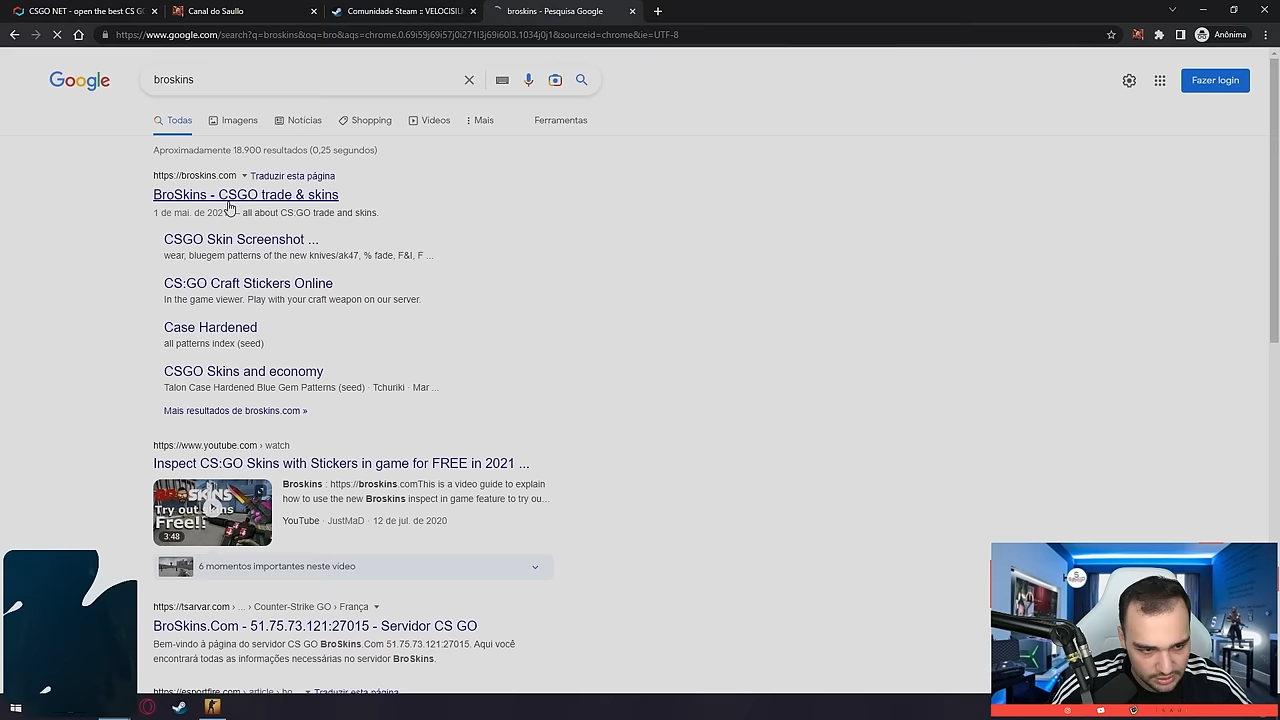 CSGO NET - open the best CS G
Canal do Saullo
Comunidade Steam :: VELOCISIL
broskins - Pesquisa Google
https://www.google.com/search?q=broskins&oq=bro&aqs=chrome.0.69i59j69i57j0i271l3j69i60l3.1034j0j1&sourceid=chrome&ie=UTF-8
Anônima
Google
broskins
Fazer login
Todas
Imagens
Notícias
Shopping
Vídeos
Mais
Ferramentas
Aproximadamente 18.900 resultados (0,25 segundos)
https://broskins.com
Traduzir esta página
BroSkins - CSGO trade & skins
1 de mai. de 2021 — all about CS:GO trade and skins.
CSGO Skin Screenshot ...
wear, bluegem patterns of the new knives/ak47, % fade, F&I, F ...
CS:GO Craft Stickers Online
In the game viewer. Play with your craft weapon on our server.
Case Hardened
all patterns index (seed)
CSGO Skins and economy
Talon Case Hardened Blue Gem Patterns (seed) · Tchuriki · Mar ...
Mais resultados de broskins.com »
https://www.youtube.com › watch
Inspect CS:GO Skins with Stickers in game for FREE in 2021 ...
BROSKINS
Try out skins
Free!!
3:48
Broskins : https://broskins.comThis is a video guide to explain
how to use the new Broskins inspect in game feature to try ou...
YouTube · JustMaD · 12 de jul. de 2020
6 momentos importantes neste vídeo
https://tsarvar.com › ... › Counter-Strike GO › França
BroSkins.Com - 51.75.73.121:27015 - Servidor CS GO
Bem-vindo à página do servidor CS GO BroSkins.Com 51.75.73.121:27015. Aqui você
encontrará todas as informações necessárias no servidor BroSkins.
https://esportfire.com › article › bo...
Traduzir esta página